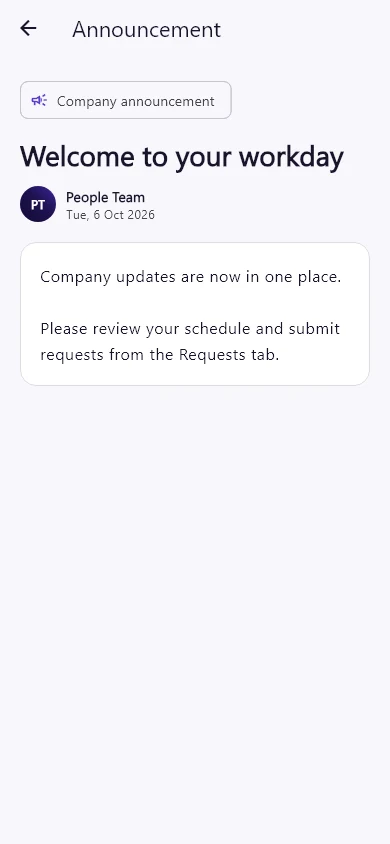 Announcement
Company announcement
Welcome to your workday
PT
People Team
Tue, 6 Oct 2026
Company updates are now in one place.
Please review your schedule and submit
requests from the Requests tab.